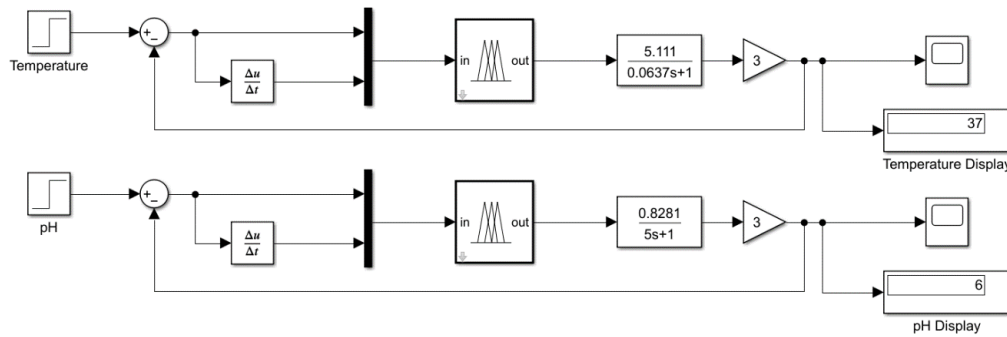 +
−
Temperature
Δu
Δt
in
out
5.111
0.0637s+1
3
37
Temperature Display
+
−
pH
Δu
Δt
in
out
0.8281
5s+1
3
6
pH Display